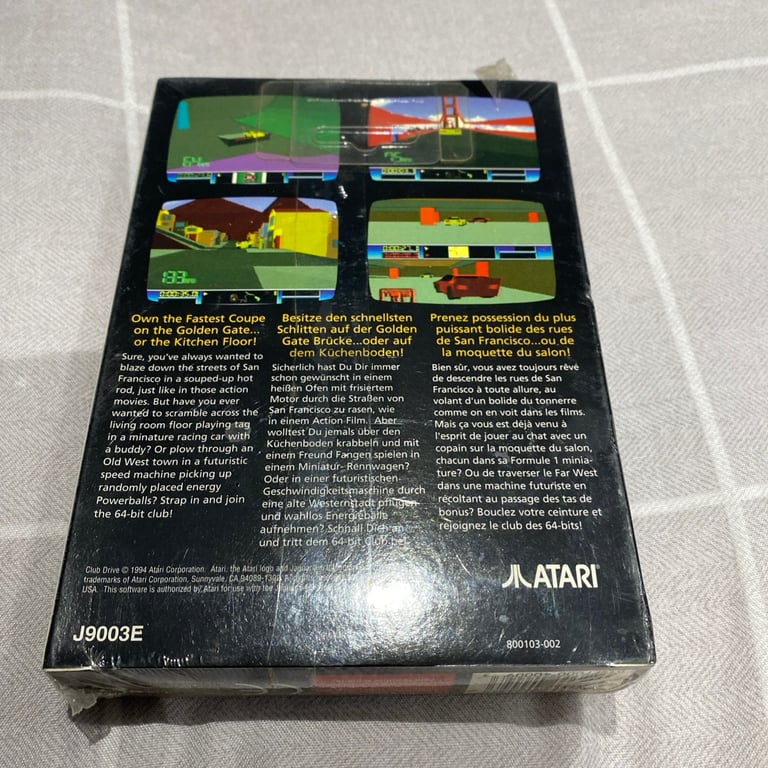 64
133
Own the Fastest Coupe
on the Golden Gate...
or the Kitchen Floor!
Sure, you've always wanted to
blaze down the streets of San
Francisco in a souped-up hot
rod, just like in those action
movies. But have you ever
wanted to scramble across the
living room floor playing tag
in a minature racing car with
a buddy? Or plow through an
Old West town in a futuristic
speed machine picking up
randomly placed energy
Powerballs? Strap in and join
the 64-bit club!
Besitze den schnellsten
Schlitten auf der Golden
Gate Brücke...oder auf
dem Küchenboden!
Sicherlich hast Du Dir immer
schon gewünscht in einem
heißen Ofen mit frisiertem
Motor durch die Straßen von
San Francisco zu rasen, wie
in einem Action Film. Aber
wolltest Du jemals über den
Küchenboden krabbeln und mit
einem Freund Fangen spielen in
einem Miniatur- Rennwagen?
Oder in einer futuristischen
Geschwindigkeitsmaschine durch
eine alte Westernstadt pflügen
und wahllos Energiebälle
aufnehmen? Schnall Dich an
und tritt dem 64-bit Club bei.
Prenez possession du plus
puissant bolide des rues
de San Francisco...ou de
la moquette du salon!
Bien sûr, vous avez toujours rêvé
de descendre les rues de San
Francisco à toute allure, au
volant d'un bolide du tonnerre
comme on en voit dans les films.
Mais ça vous est déjà venu à
l'esprit de jouer au chat avec un
copain sur la moquette du salon,
chacun dans sa Formule 1 minia-
ture? Ou de traverser le Far West
dans une machine futuriste en
récoltant au passage des tas de
bonus? Bouclez votre ceinture et
rejoignez le club des 64-bits!
Club Drive © 1994 Atari Corporation. Atari, the Atari logo and
trademarks of Atari Corporation, Sunnyvale, CA 94089-1302
USA. This software is authorized by Atari for use with the
ATARI
J9003E
800103-002